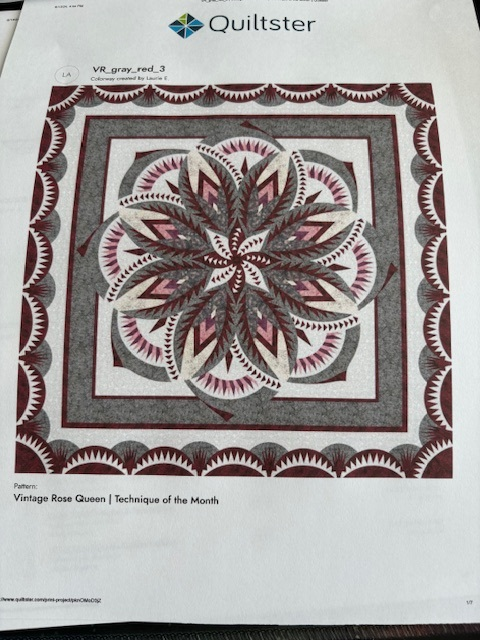 Quiltster
LA
VR_gray_red_3
Colorway created By Laurie E
Pattern:
Vintage Rose Queen | Technique of the Month
1/7